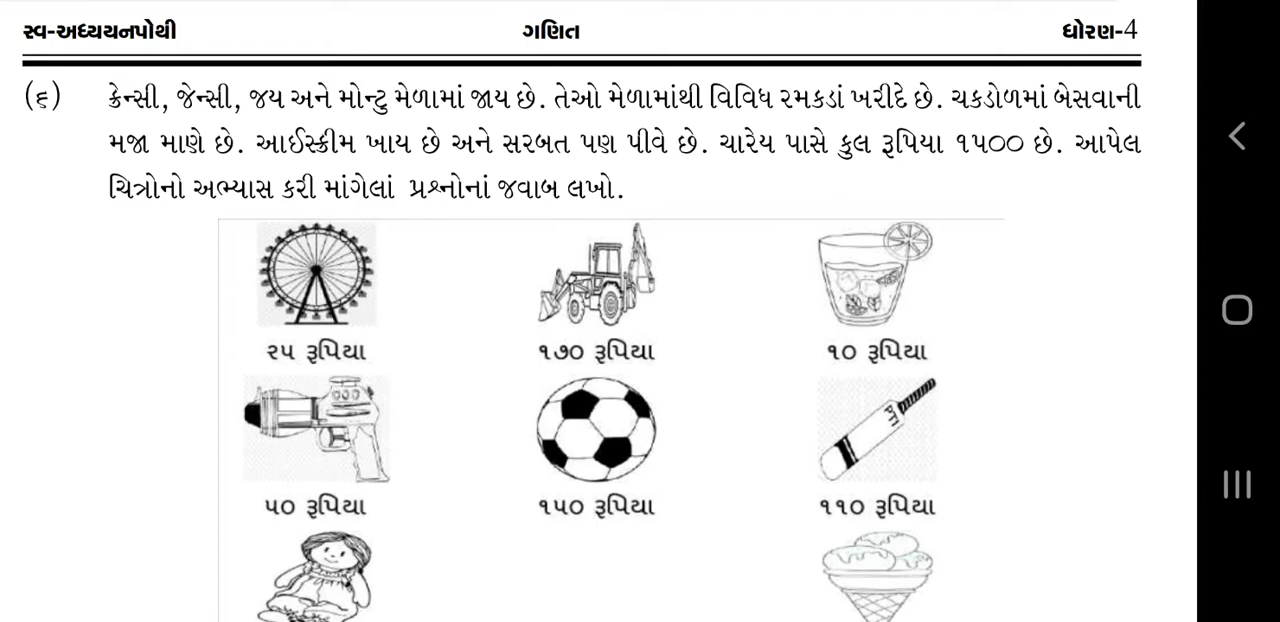 સ્વ-અધ્યયનપોથી ગણિત ધોરણ-4
(૬) ક્રેન્સી, જેન્સી, જય અને મોન્ટુ મેળામાં જાય છે. તેઓ મેળામાંથી વિવિધ રમકડાં ખરીદે છે. ચકડોળમાં બેસવાની
મજા માણે છે. આઈસ્ક્રીમ ખાય છે અને સરબત પણ પીવે છે. ચારેય પાસે કુલ રૂપિયા ૧૫૦૦ છે. આપેલ
ચિત્રોનો અભ્યાસ કરી માંગેલાં પ્રશ્નોનાં જવાબ લખો.
૨૫ રૂપિયા ૧૭૦ રૂપિયા ૧૦ રૂપિયા
PTI
૫૦ રૂપિયા ૧૫૦ રૂપિયા ૧૧૦ રૂપિયા